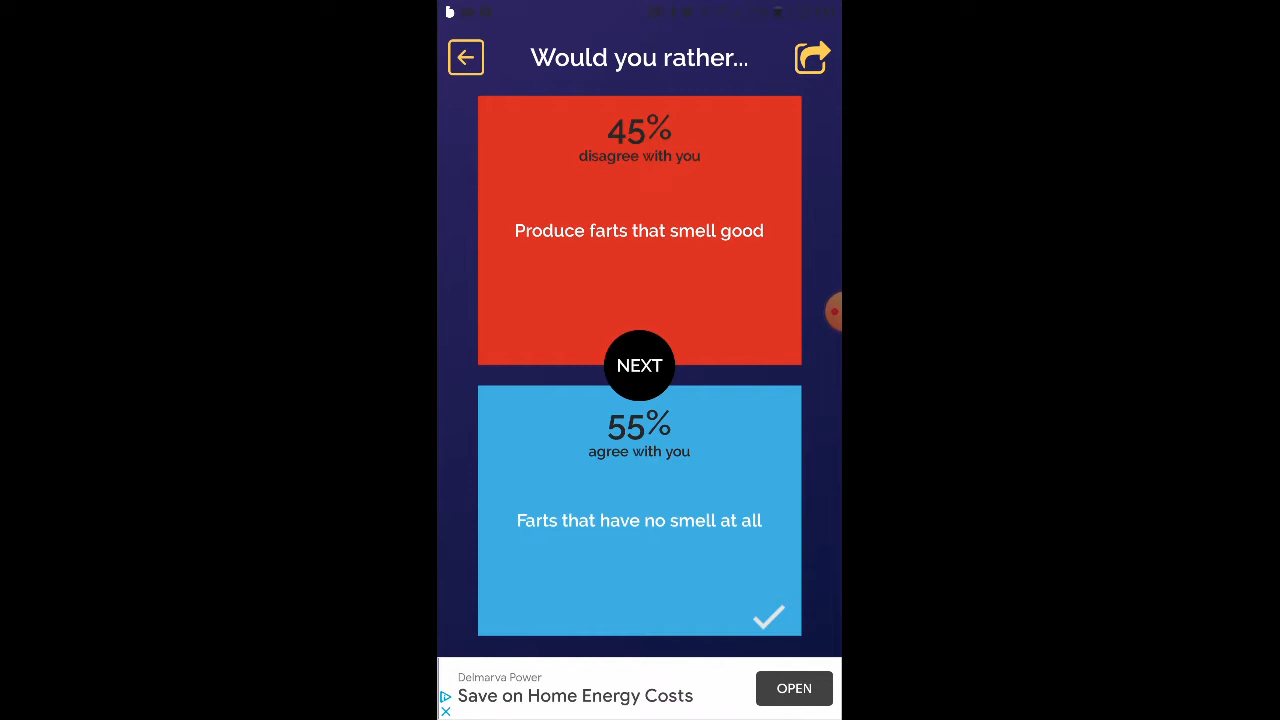 Would you rather...
45%
disagree with you
Produce farts that smell good
NEXT
55%
agree with you
Farts that have no smell at all
Delmarva Power
Save on Home Energy Costs
OPEN